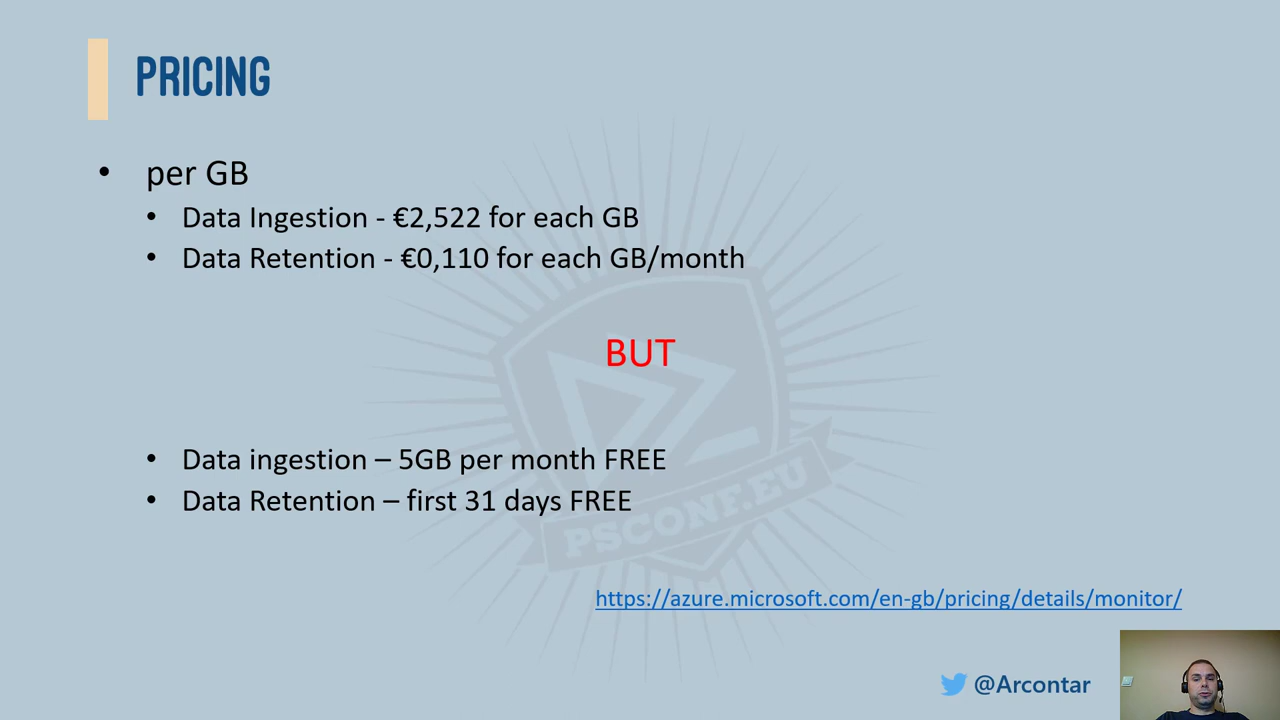 PRICING
• per GB
• Data Ingestion - €2,522 for each GB
• Data Retention - €0,110 for each GB/month
BUT
• Data ingestion – 5GB per month FREE
• Data Retention – first 31 days FREE
PSCONF.EU
https://azure.microsoft.com/en-gb/pricing/details/monitor/
@Arcontar